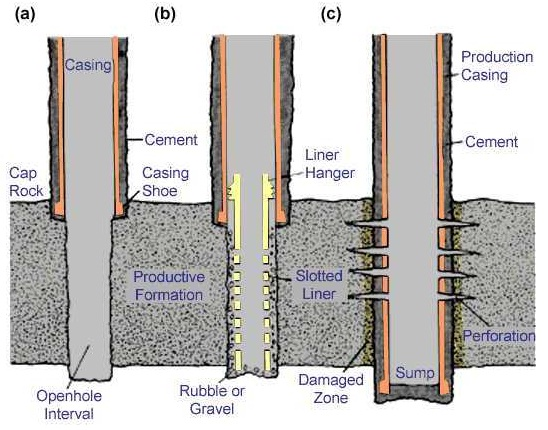 (a)
(b)
(c)
Casing
Cement
Cap
Rock
Casing
Shoe
Liner
Hanger
Production
Casing
Cement
Productive
Formation
Slotted
Liner
Perforation
Openhole
Interval
Rubble or
Gravel
Damaged
Zone
Sump